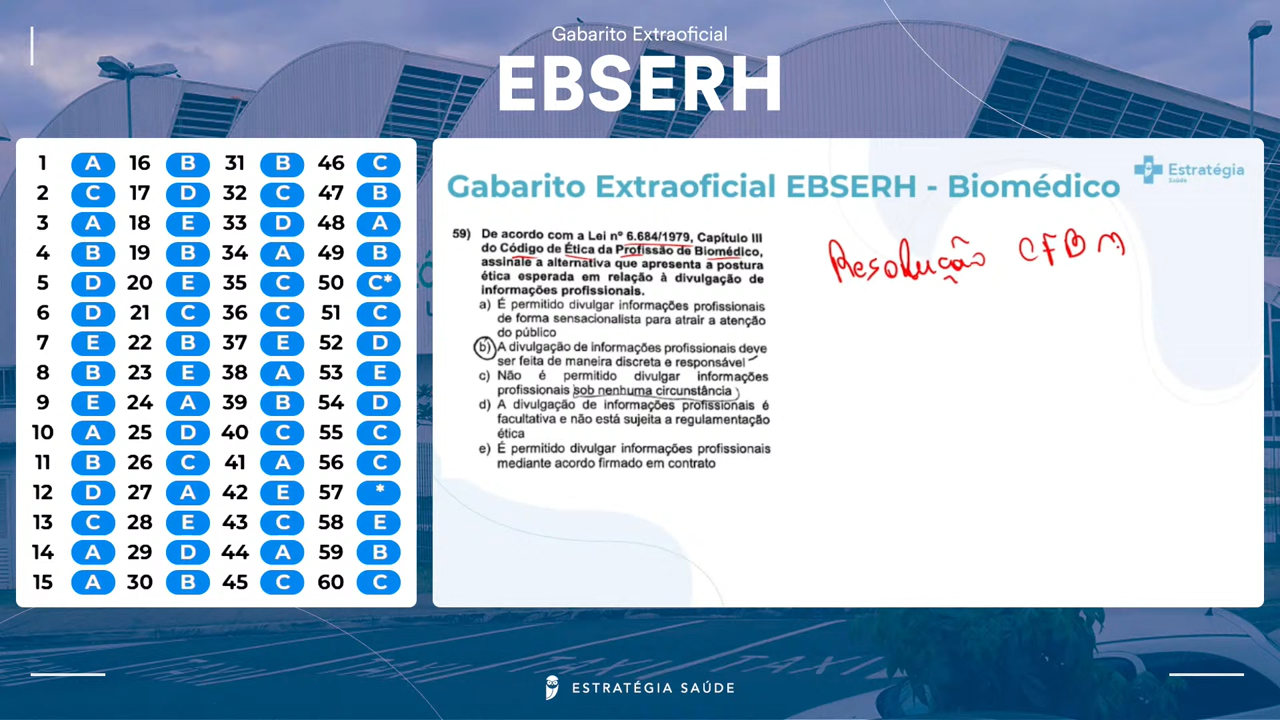 Gabarito Extraoficial
EBSERH
1 A 16 B 31 B 46 C
2 C 17 D 32 C 47 B
3 A 18 E 33 D 48 A
4 B 19 B 34 A 49 B
5 D 20 E 35 C 50 C*
6 D 21 C 36 C 51 C
7 E 22 B 37 E 52 D
8 B 23 E 38 A 53 E
9 E 24 A 39 B 54 D
10 A 25 D 40 C 55 C
11 B 26 C 41 A 56 C
12 D 27 A 42 E 57 *
13 C 28 E 43 C 58 E
14 A 29 D 44 A 59 B
15 A 30 B 45 C 60 C
Gabarito Extraoficial EBSERH - Biomédico
Estratégia
Saúde
59) De acordo com a Lei nº 6.684/1979, Capítulo III
do Código de Ética da Profissão de Biomédico,
assinale a alternativa que apresenta a postura
ética esperada em relação à divulgação de
informações profissionais.
a) É permitido divulgar informações profissionais
de forma sensacionalista para atrair a atenção
do público
b) A divulgação de informações profissionais deve
ser feita de maneira discreta e responsável
c) Não é permitido divulgar informações
profissionais sob nenhuma circunstância
d) A divulgação de informações profissionais é
facultativa e não está sujeita a regulamentação
ética
e) É permitido divulgar informações profissionais
mediante acordo firmado em contrato
Resolução CFBM
TAXI TAXI
ESTRATÉGIA SAÚDE